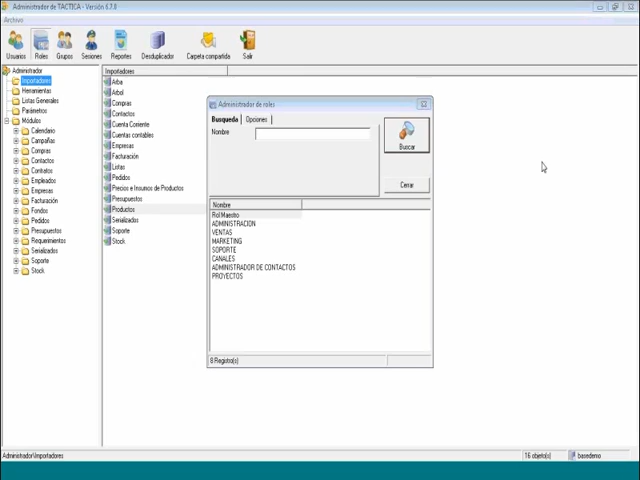 Administrador de TACTICA - Versión 6.7.8
Archivo
Usuarios Roles Grupos Sesiones Reportes Desduplicador Carpeta compartida Salir
Administrador
Importadores
Herramientas
Listas Generales
Parámetros
Módulos
Calendario
Campañas
Compras
Contactos
Contratos
Empleados
Empresas
Facturación
Fondos
Pedidos
Presupuestos
Requerimientos
Serializados
Soporte
Stock
Importadores
Arba
Arbol
Compras
Contactos
Cuenta Corriente
Cuentas contables
Empresas
Facturación
Listas
Pedidos
Precios e Insumos de Productos
Presupuestos
Productos
Serializados
Soporte
Stock
Administrador de roles
Busqueda Opciones
Nombre
Buscar
Cerrar
Nombre
Rol Maestro
ADMINISTRACION
VENTAS
MARKETING
SOPORTE
CANALES
ADMINISTRADOR DE CONTACTOS
PROYECTOS
8 Registro(s)
Administrador\Importadores 16 objeto(s) basedemo